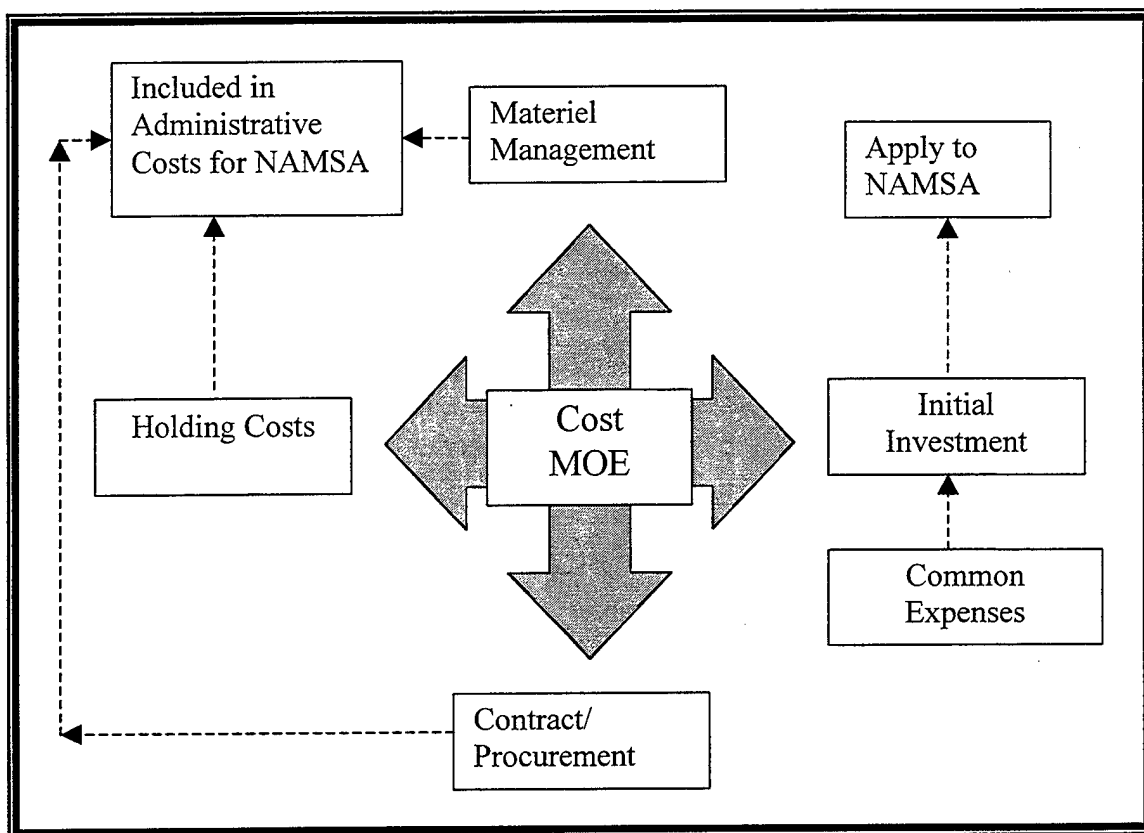 Included in
Administrative
Costs for NAMSA
Materiel
Management
Apply to
NAMSA
Holding Costs
Cost
MOE
Initial
Investment
Common
Expenses
Contract/
Procurement